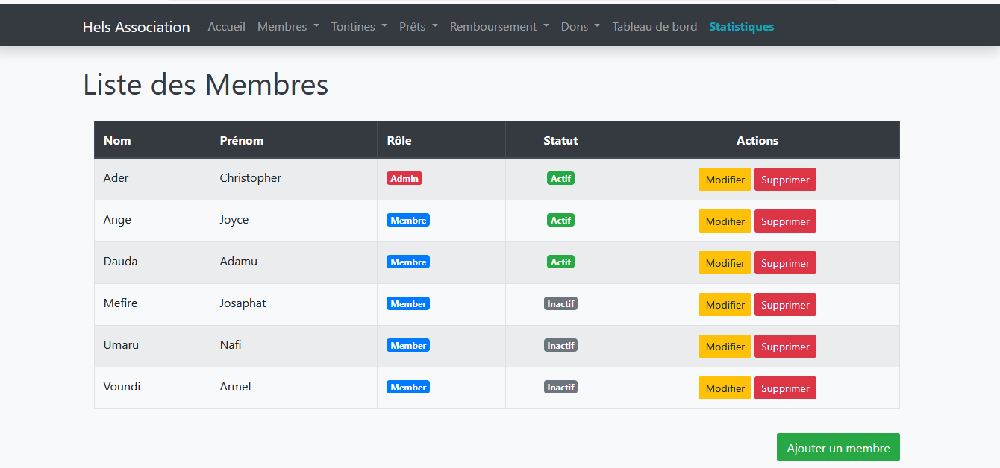 Hels Association Accueil Membres Tontines Prêts Remboursement Dons Tableau de bord Statistiques
Liste des Membres
Nom Prénom Rôle Statut Actions
Ader Christopher Admin Actif Modifier Supprimer
Ange Joyce Membre Actif Modifier Supprimer
Dauda Adamu Membre Actif Modifier Supprimer
Mefire Josaphat Member Inactif Modifier Supprimer
Umaru Nafi Member Inactif Modifier Supprimer
Voundi Armel Member Inactif Modifier Supprimer
Ajouter un membre